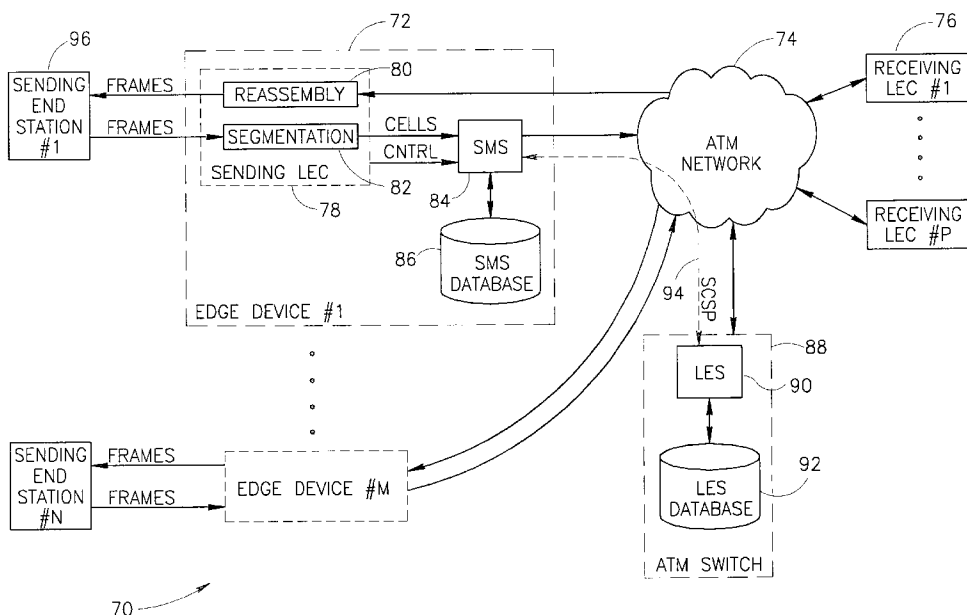 96
72
74
76
80
SENDING
END
STATION
#1
FRAMES
FRAMES
REASSEMBLY
SEGMENTATION
SENDING LEC
82
78
CELLS
CNTRL
SMS
84
86
SMS
DATABASE
EDGE DEVICE #1
ATM
NETWORK
RECEIVING
LEC #1
RECEIVING
LEC #P
94
SCSP
88
LES
90
LES
DATABASE
92
ATM SWITCH
SENDING
END
STATION
#N
FRAMES
FRAMES
EDGE DEVICE #M
70